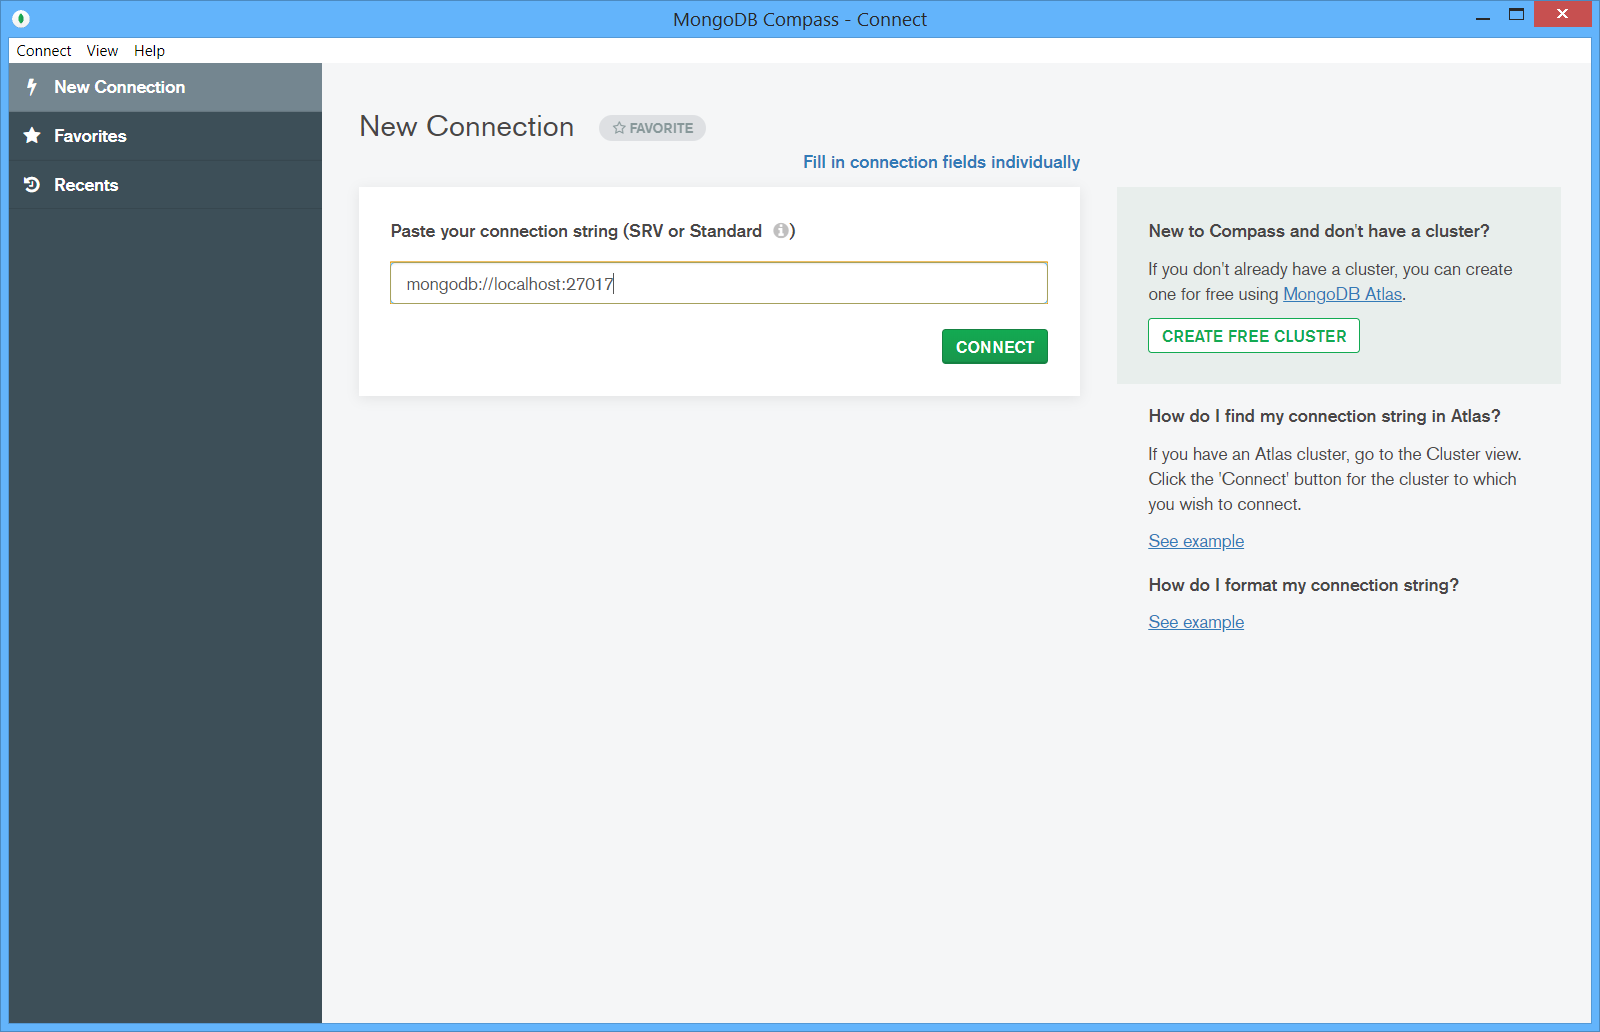 MongoDB Compass - Connect
Connect View Help
New Connection
Favorites
Recents
New Connection
FAVORITE
Fill in connection fields individually
Paste your connection string (SRV or Standard )
mongodb://localhost:27017
CONNECT
New to Compass and don't have a cluster?
If you don't already have a cluster, you can create
one for free using MongoDB Atlas.
CREATE FREE CLUSTER
How do I find my connection string in Atlas?
If you have an Atlas cluster, go to the Cluster view.
Click the 'Connect' button for the cluster to which
you wish to connect.
See example
How do I format my connection string?
See example